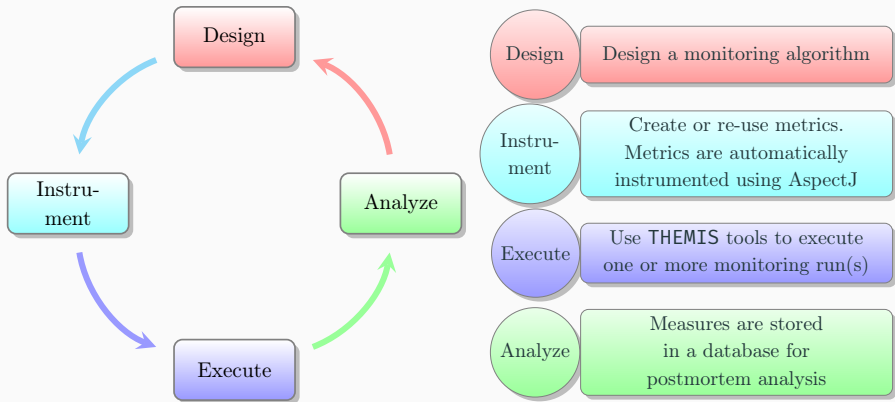 Design
Instru-
ment
Analyze
Execute
Design
Design a monitoring algorithm
Instru-
ment
Create or re-use metrics.
Metrics are automatically
instrumented using AspectJ
Execute
Use THEMIS tools to execute
one or more monitoring run(s)
Analyze
Measures are stored
in a database for
postmortem analysis